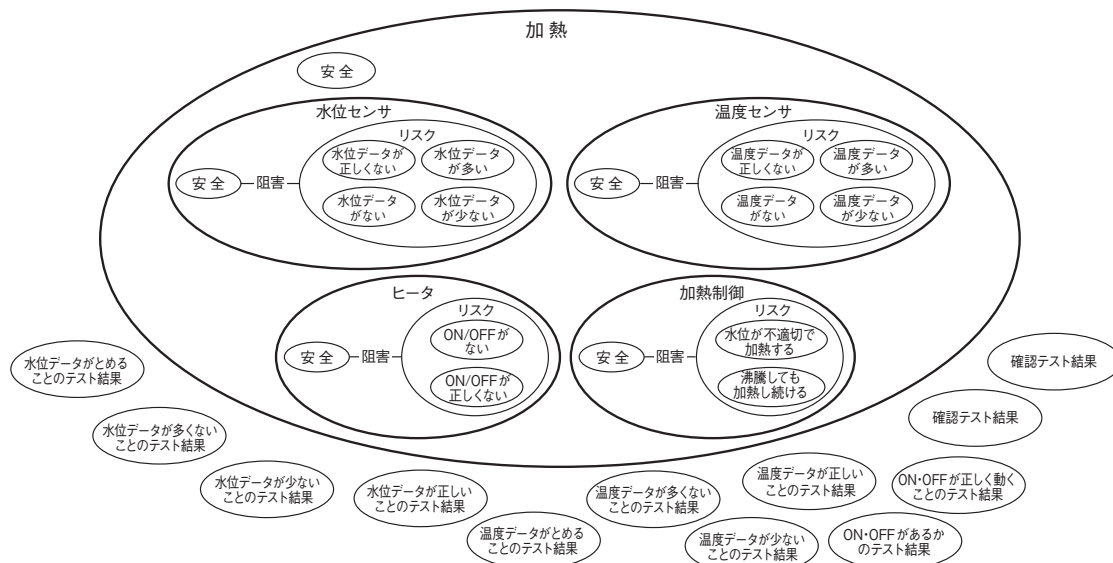 加 熱
安 全
水位センサ
リスク
水位データが
正しくない
水位データ
が多い
水位データ
がない
水位データ
が少ない
安 全
阻害
温度センサ
リスク
温度データが
正しくない
温度データ
が多い
温度データ
がない
温度データ
が少ない
安 全
阻害
ヒータ
リスク
ON/OFFが
ない
ON/OFFが
正しくない
安 全
阻害
加熱制御
リスク
水位が不適切で
加熱する
沸騰しても
加熱し続ける
安 全
阻害
水位データがとめる
ことのテスト結果
水位データが多くない
ことのテスト結果
水位データが少ない
ことのテスト結果
水位データが正しい
ことのテスト結果
温度データがとめる
ことのテスト結果
温度データが多くない
ことのテスト結果
温度データが少ない
ことのテスト結果
温度データが正しい
ことのテスト結果
ON・OFFがあるか
のテスト結果
ON・OFFが正しく動く
ことのテスト結果
確認テスト結果
確認テスト結果